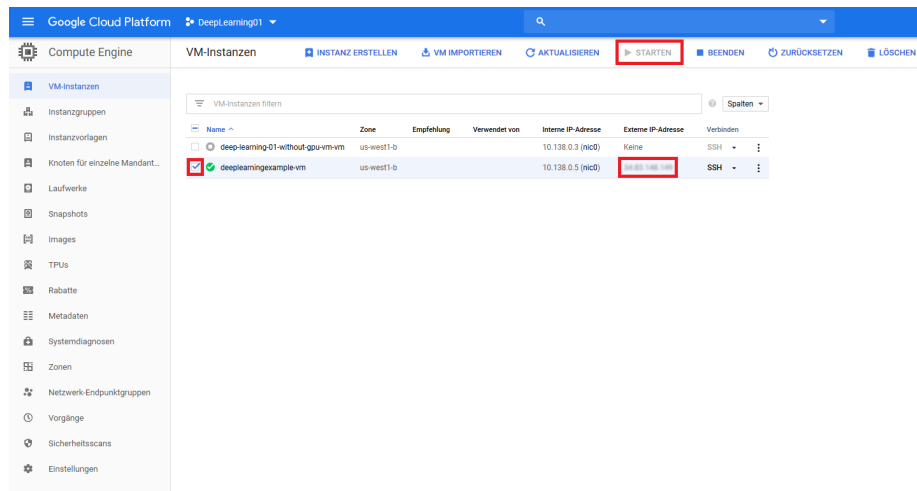 Google Cloud Platform DeepLearning01
Compute Engine
VM-Instanzen INSTANZ ERSTELLEN VM IMPORTIEREN AKTUALISIEREN STARTEN BEENDEN ZURÜCKSETZEN LÖSCHEN
VM-Instanzen
Instanzgruppen
Instanzvorlagen
Knoten für einzelne Mandant...
Laufwerke
Snapshots
Images
TPUs
Rabatte
Metadaten
Systemdiagnosen
Zonen
Netzwerk-Endpunktgruppen
Vorgänge
Sicherheitsscans
Einstellungen
VM-Instanzen filtern Spalten
Name Zone Empfehlung Verwendet von Interne IP-Adresse Externe IP-Adresse Verbinden
deep-learning-01-without-gpu-vm-vm us-west1-b 10.138.0.3 (nic0) Keine SSH
deeplearningexample-vm us-west1-b 10.138.0.5 (nic0) SSH